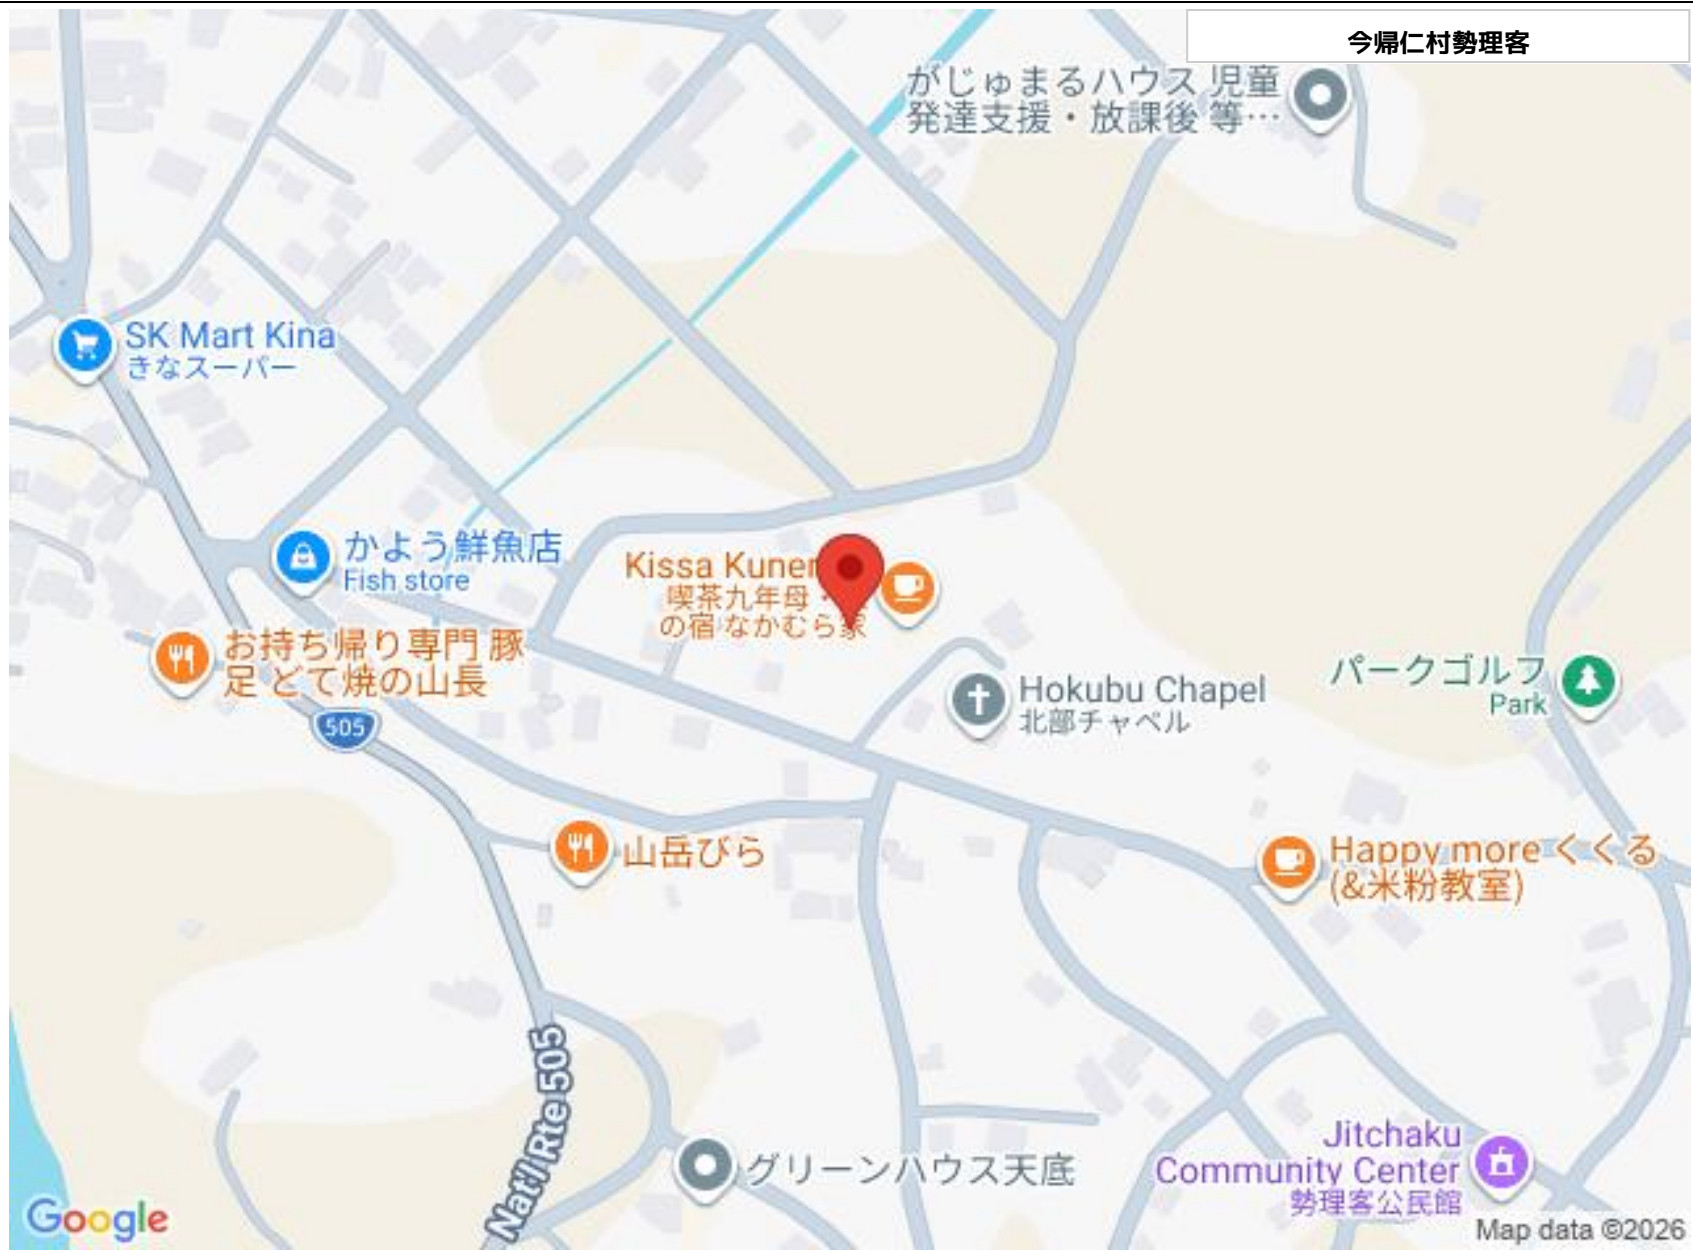 今帰仁村勢理客
がじゅまるハウス 児童
発達支援・放課後 等…
SK Mart Kina
きなスーパー
かよう鮮魚店
Fish store
Kissa Kuner
喫茶九年母・
の宿 なかむら家
お持ち帰り専門 豚
足 どて焼の山長
505
Hokubu Chapel
北部チャペル
パークゴルフ
Park
山岳びら
Happy more くくる
(&米粉教室)
Nat'l Rte 505
グリーンハウス天底
Jitchaku
Community Center
勢理客公民館
Google
Map data ©2026